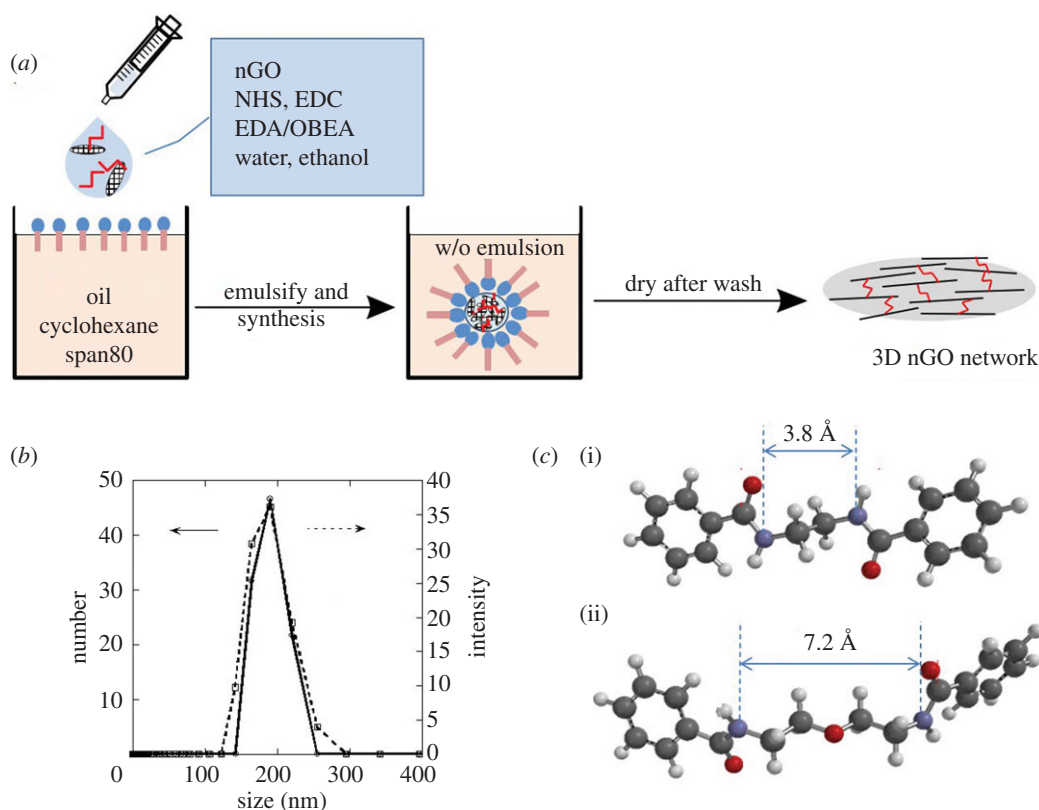 (a)
nGO
NHS, EDC
EDA/OBEA
water, ethanol
oil
cyclohexane
span80
emulsify and
synthesis
w/o emulsion
dry after wash
3D nGO network
(b)
50
40
30
20
10
number
40
35
30
25
20
15
10
5
0
intensity
0
100
200
300
400
size (nm)
(c)
(i)
3.8 Å
(ii)
7.2 Å